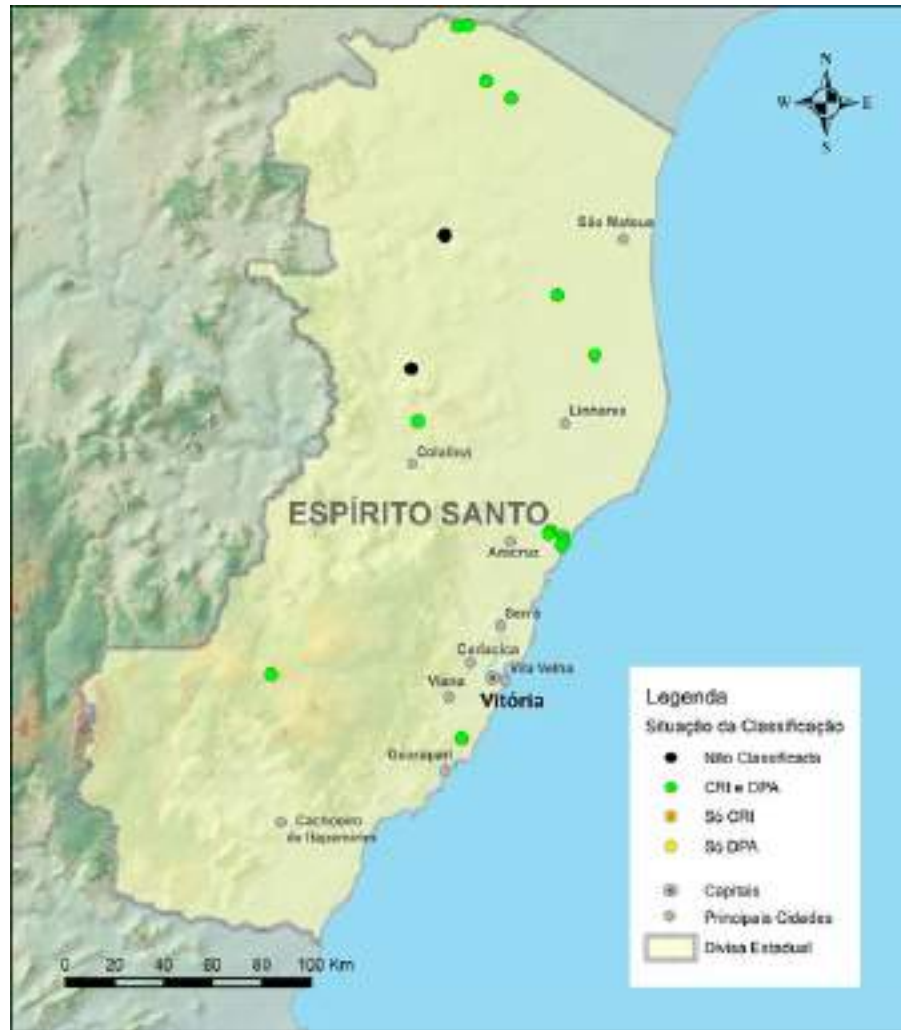 N
W E
S
São Mateus
Linhares
Colatina
ESPÍRITO SANTO
Aracruz
Serra
Cariacica
Vila Velha
Viana
Vitória
Guarapari
Cachoeiro
de Itapemirim
Legenda
Situação da Classificação
Não Classificada
CRI e DPA
Só CRI
Só DPA
Capitais
Principais Cidades
Divisa Estadual
0 20 40 60 80 100 Km